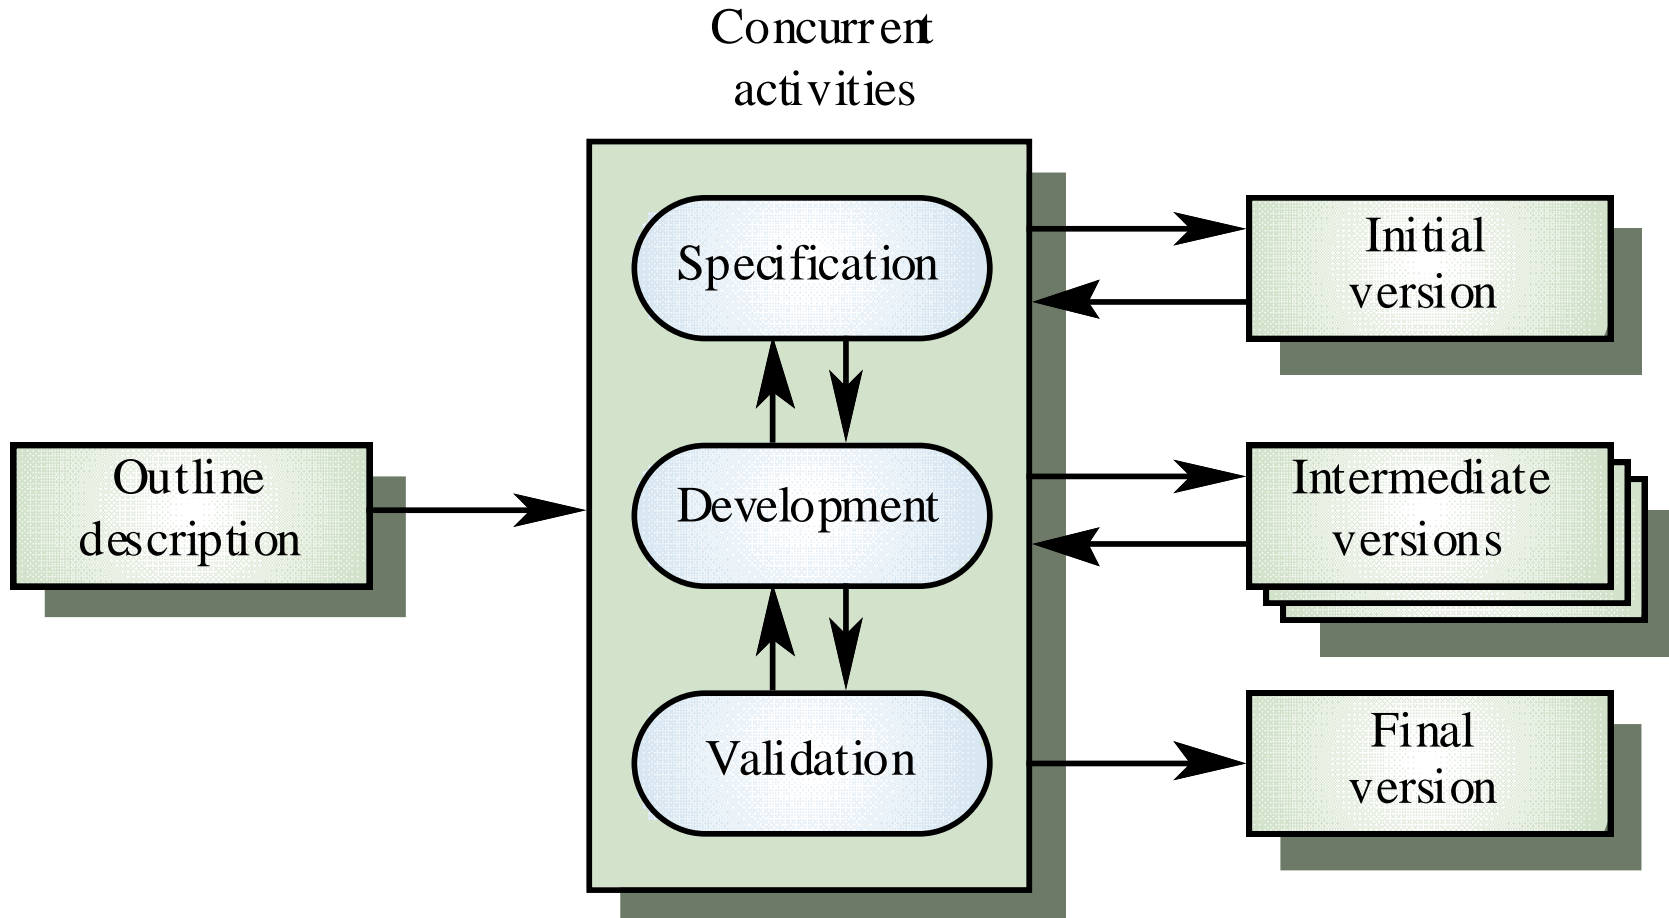 Concurrent
activities
Specification
Initial
version
Outline
description
Development
Intermediate
versions
Validation
Final
version